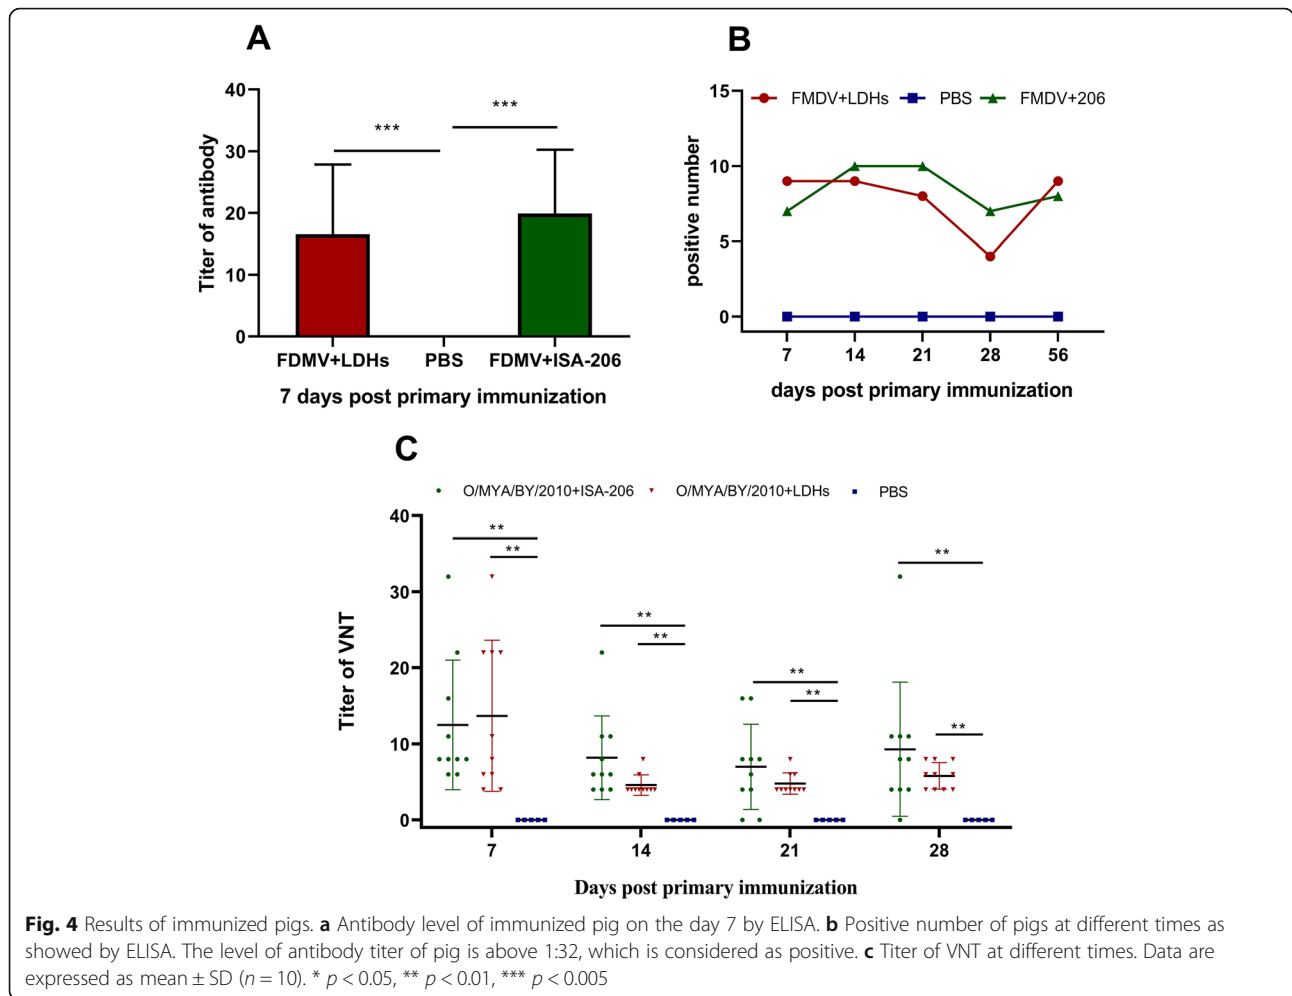 A
40
30
20
10
0
Titer of antibody
***
***
FDMV+LDHs PBS FDMV+ISA-206
7 days post primary immunization
B
15
10
5
0
positive number
FMDV+LDHs PBS FMDV+206
7 14 21 28 56
days post primary immunization
C
O/MYA/BY/2010+ISA-206 O/MYA/BY/2010+LDHs PBS
40
30
20
10
0
Titer of VNT
**
**
**
**
**
**
**
**
7 14 21 28
Days post primary immunization
Fig. 4 Results of immunized pigs. a Antibody level of immunized pig on the day 7 by ELISA. b Positive number of pigs at different times as
showed by ELISA. The level of antibody titer of pig is above 1:32, which is considered as positive. c Titer of VNT at different times. Data are
expressed as mean ± SD (n = 10). * p < 0.05, ** p < 0.01, *** p < 0.005